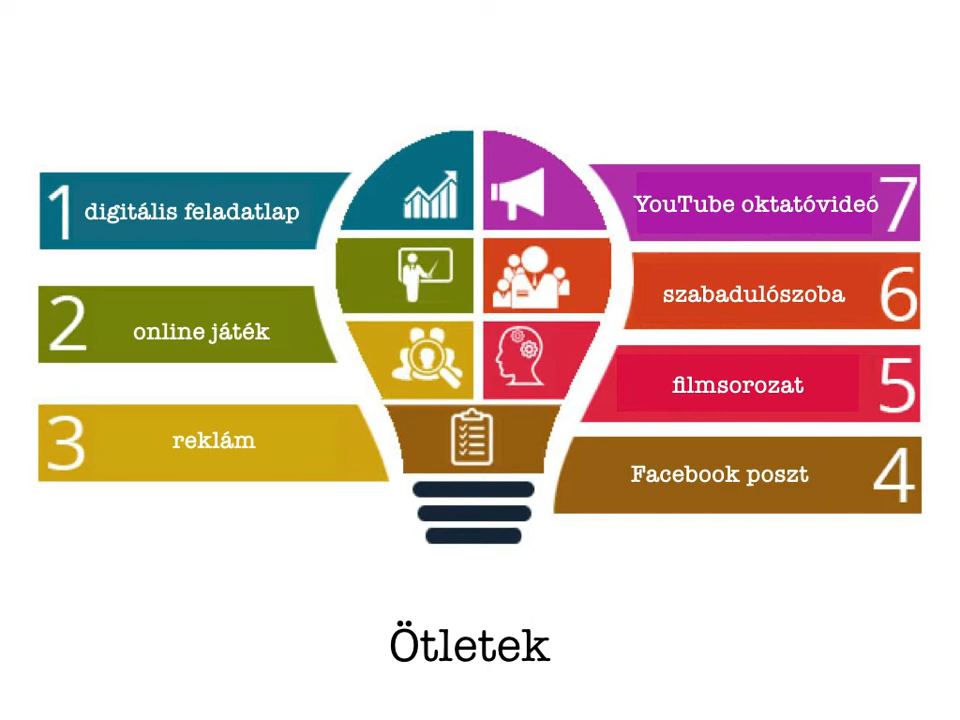 1 digitális feladatlap
2 online játék
3 reklám
Facebook poszt 4
filmsorozat 5
szabadulószoba 6
YouTube oktatóvideó 7
Ötletek